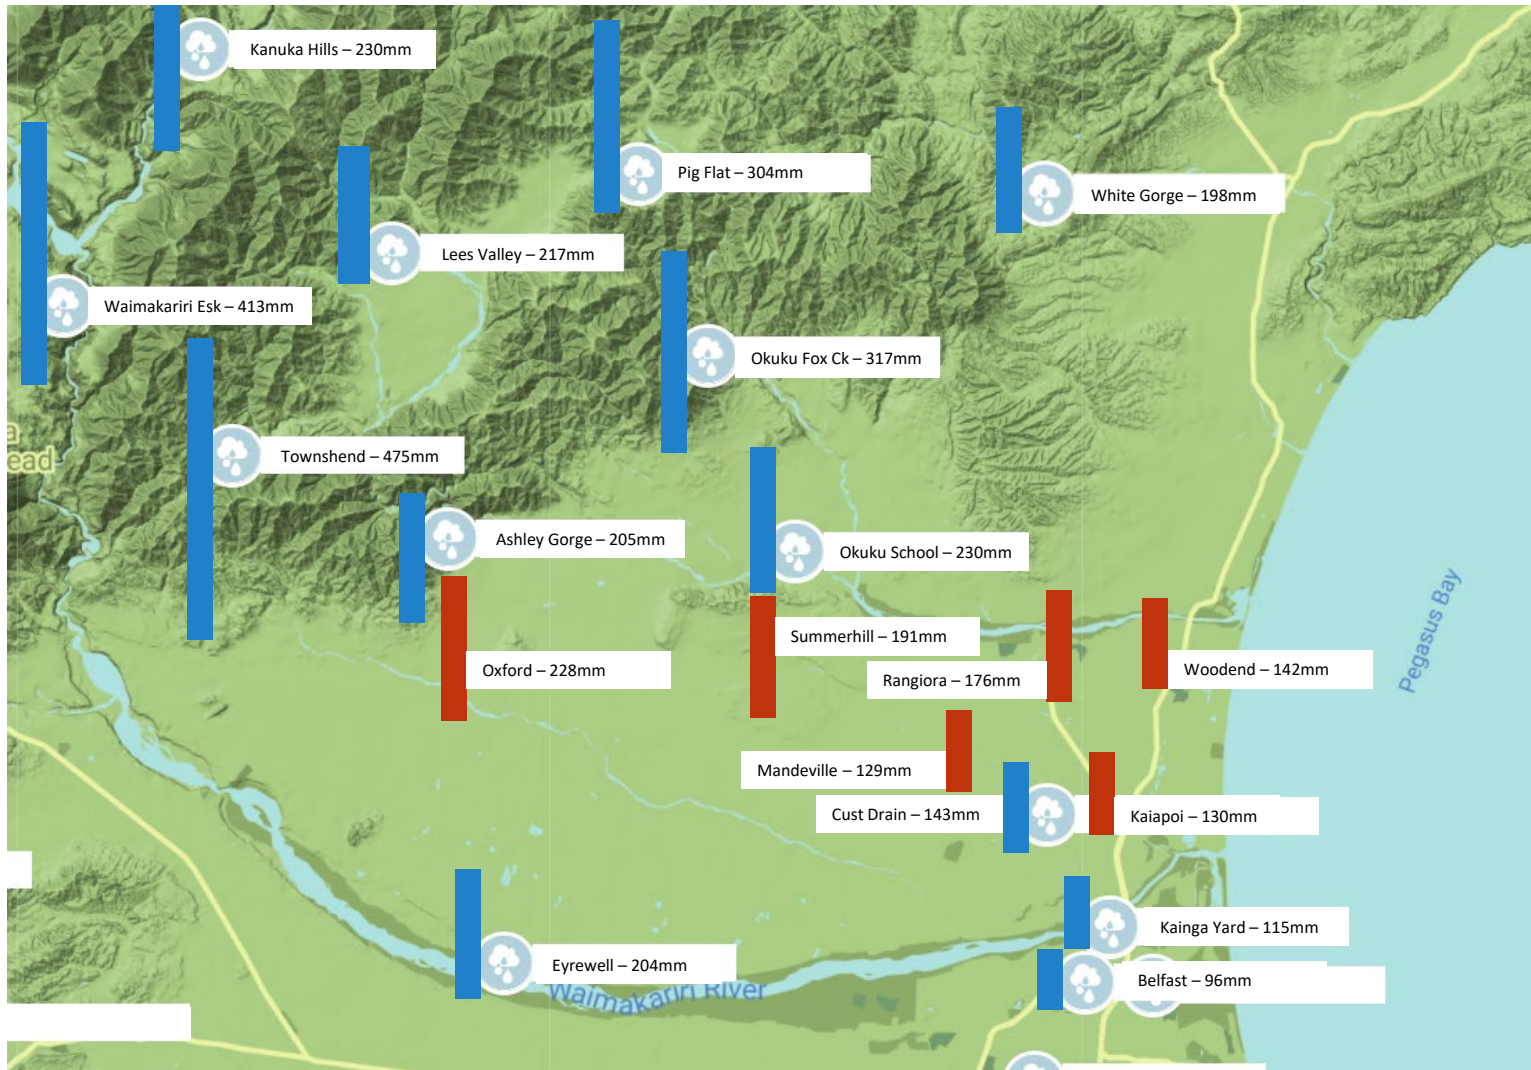 Kanuka Hills – 230mm
Pig Flat – 304mm
White Gorge – 198mm
Lees Valley – 217mm
Waimakariri Esk – 413mm
Okuku Fox Ck – 317mm
a
ead
Townshend – 475mm
Ashley Gorge – 205mm
Okuku School – 230mm
Summerhill – 191mm
Pegasus Bay
Oxford – 228mm
Rangiora – 176mm
Woodend – 142mm
Mandeville – 129mm
Cust Drain – 143mm
Kaiapoi – 130mm
Kainga Yard – 115mm
Eyrewell – 204mm
Belfast – 96mm
Waimakariri River